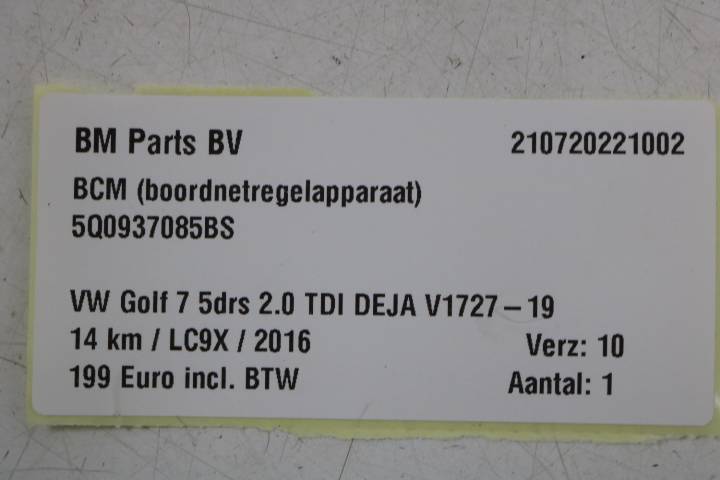 BM Parts BV 210720221002
BCM (boordnetregelapparaat)
5Q0937085BS
VW Golf 7 5drs 2.0 TDI DEJA V1727-19
14 km / LC9X / 2016 Verz: 10
199 Euro incl. BTW Aantal: 1